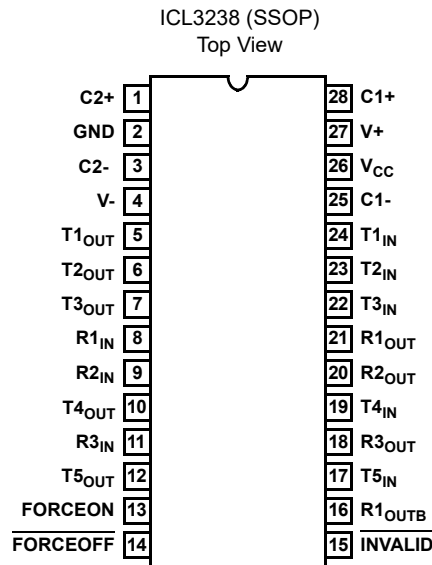 ICL3238 (SSOP)
Top View
C2+ 1 28 C1+
GND 2 27 V+
C2- 3 26 VCC
V- 4 25 C1-
T1OUT 5 24 T1IN
T2OUT 6 23 T2IN
T3OUT 7 22 T3IN
R1IN 8 21 R1OUT
R2IN 9 20 R2OUT
T4OUT 10 19 T4IN
R3IN 11 18 R3OUT
T5OUT 12 17 T5IN
FORCEON 13 16 R1OUTB
FORCEOFF 14 15 INVALID